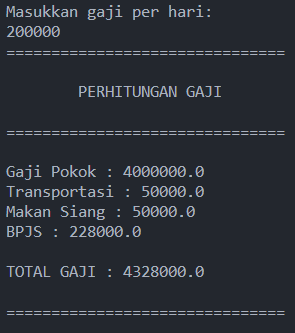 Masukkan gaji per hari:
200000
===============================
PERHITUNGAN GAJI
===============================
Gaji Pokok : 4000000.0
Transportasi : 50000.0
Makan Siang : 50000.0
BPJS : 228000.0
TOTAL GAJI : 4328000.0
===============================